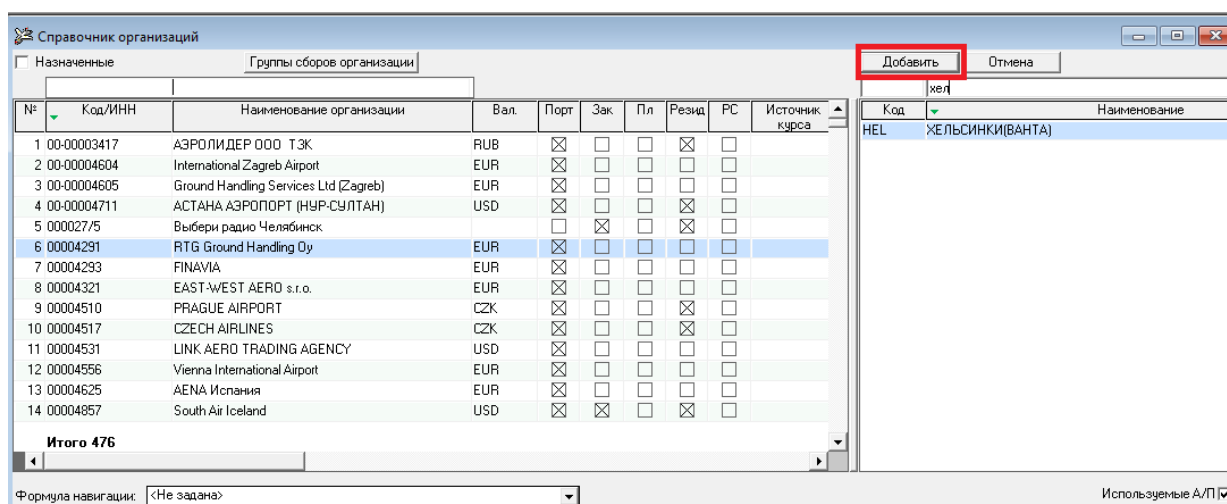 Справочник организаций
Назначенные Группы сборов организации Добавить Отмена
хел
№ Код/ИНН Наименование организации Вал. Порт Зак Пл Резид РС Источник курса Код Наименование
1 00-00003417 АЭРОЛИДЕР ООО ТЗК RUB HEL ХЕЛЬСИНКИ(ВАНТА)
2 00-00004604 International Zagreb Airport EUR
3 00-00004605 Ground Handling Services Ltd (Zagreb) EUR
4 00-00004711 АСТАНА АЭРОПОРТ (НУР-СУЛТАН) USD
5 000027/5 Выбери радио Челябинск
6 00004291 RTG Ground Handling Oy EUR
7 00004293 FINAVIA EUR
8 00004321 EAST-WEST AERO s.r.o. EUR
9 00004510 PRAGUE AIRPORT CZK
10 00004517 CZECH AIRLINES CZK
11 00004531 LINK AERO TRADING AGENCY USD
12 00004556 Vienna International Airport EUR
13 00004625 AENA Испания EUR
14 00004857 South Air Iceland USD
Итого 476
Формула навигации: <Не задана> Используемые А/П